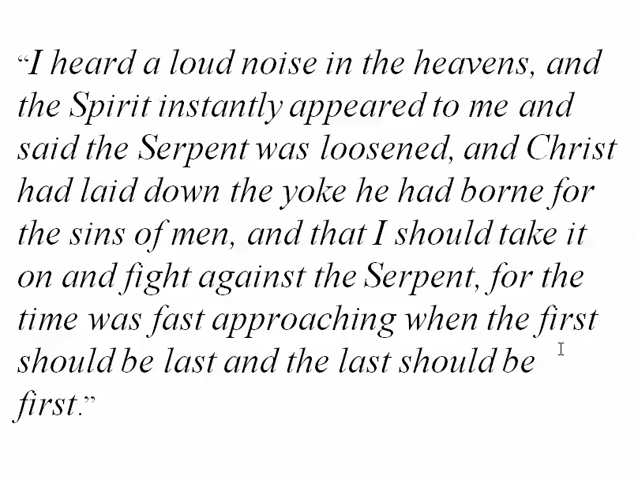 “I heard a loud noise in the heavens, and
the Spirit instantly appeared to me and
said the Serpent was loosened, and Christ
had laid down the yoke he had borne for
the sins of men, and that I should take it
on and fight against the Serpent, for the
time was fast approaching when the first
should be last and the last should be
first.”